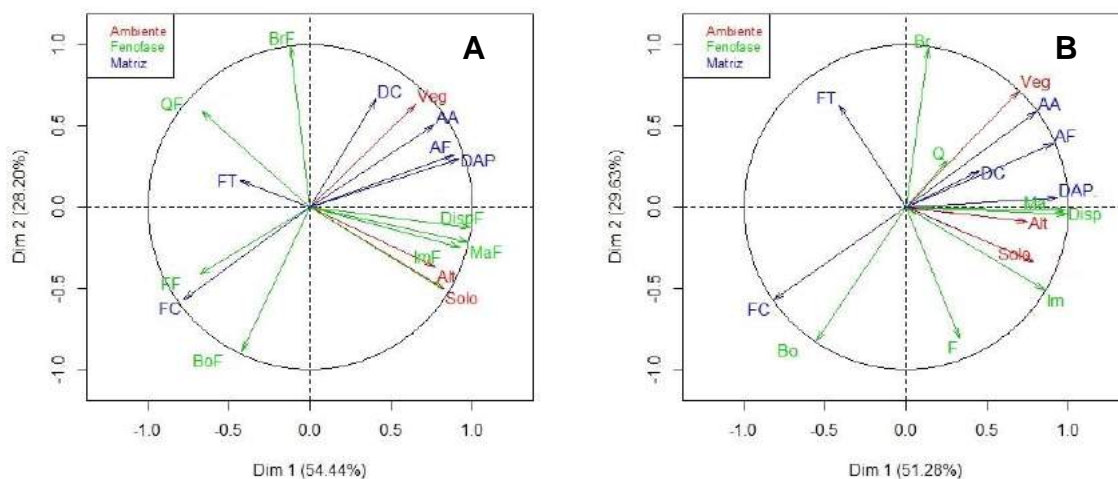 A
Ambiente
Fenofase
Matriz
BrF
QF
DC
Veg
AA
AF
DAP
FT
DispF
ImF
MaF
Alt
Solo
FF
FC
BoF
Dim 2 (28.20%)
1.0
0.5
0.0
-0.5
-1.0
-1.0
-0.5
0.0
0.5
1.0
Dim 1 (54.44%)
B
Ambiente
Fenofase
Matriz
Br
Veg
FT
AA
AF
Q
DC
DAP
Ma
Disp
Alt
Solo
Im
FC
Bo
F
Dim 2 (29.63%)
1.0
0.5
0.0
-0.5
-1.0
-1.0
-0.5
0.0
0.5
1.0
Dim 1 (51.28%)